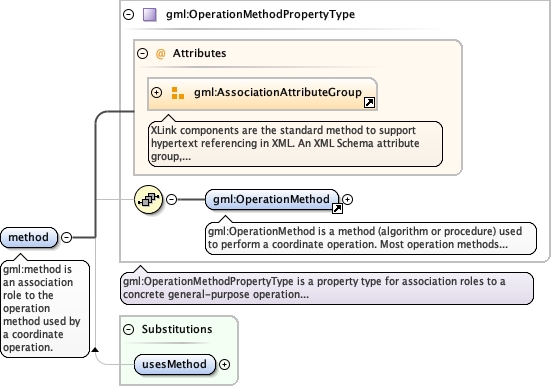 gml:OperationMethodPropertyType
@ Attributes
gml:AssociationAttributeGroup
XLink components are the standard method to support
hypertext referencing in XML. An XML Schema attribute
group,...
gml:OperationMethod
gml:OperationMethod is a method (algorithm or procedure) used
to perform a coordinate operation. Most operation methods...
method
gml:method is
an association
role to the
operation
method used by
a coordinate
operation.
gml:OperationMethodPropertyType is a property type for association roles to a
concrete general-purpose operation...
Substitutions
usesMethod